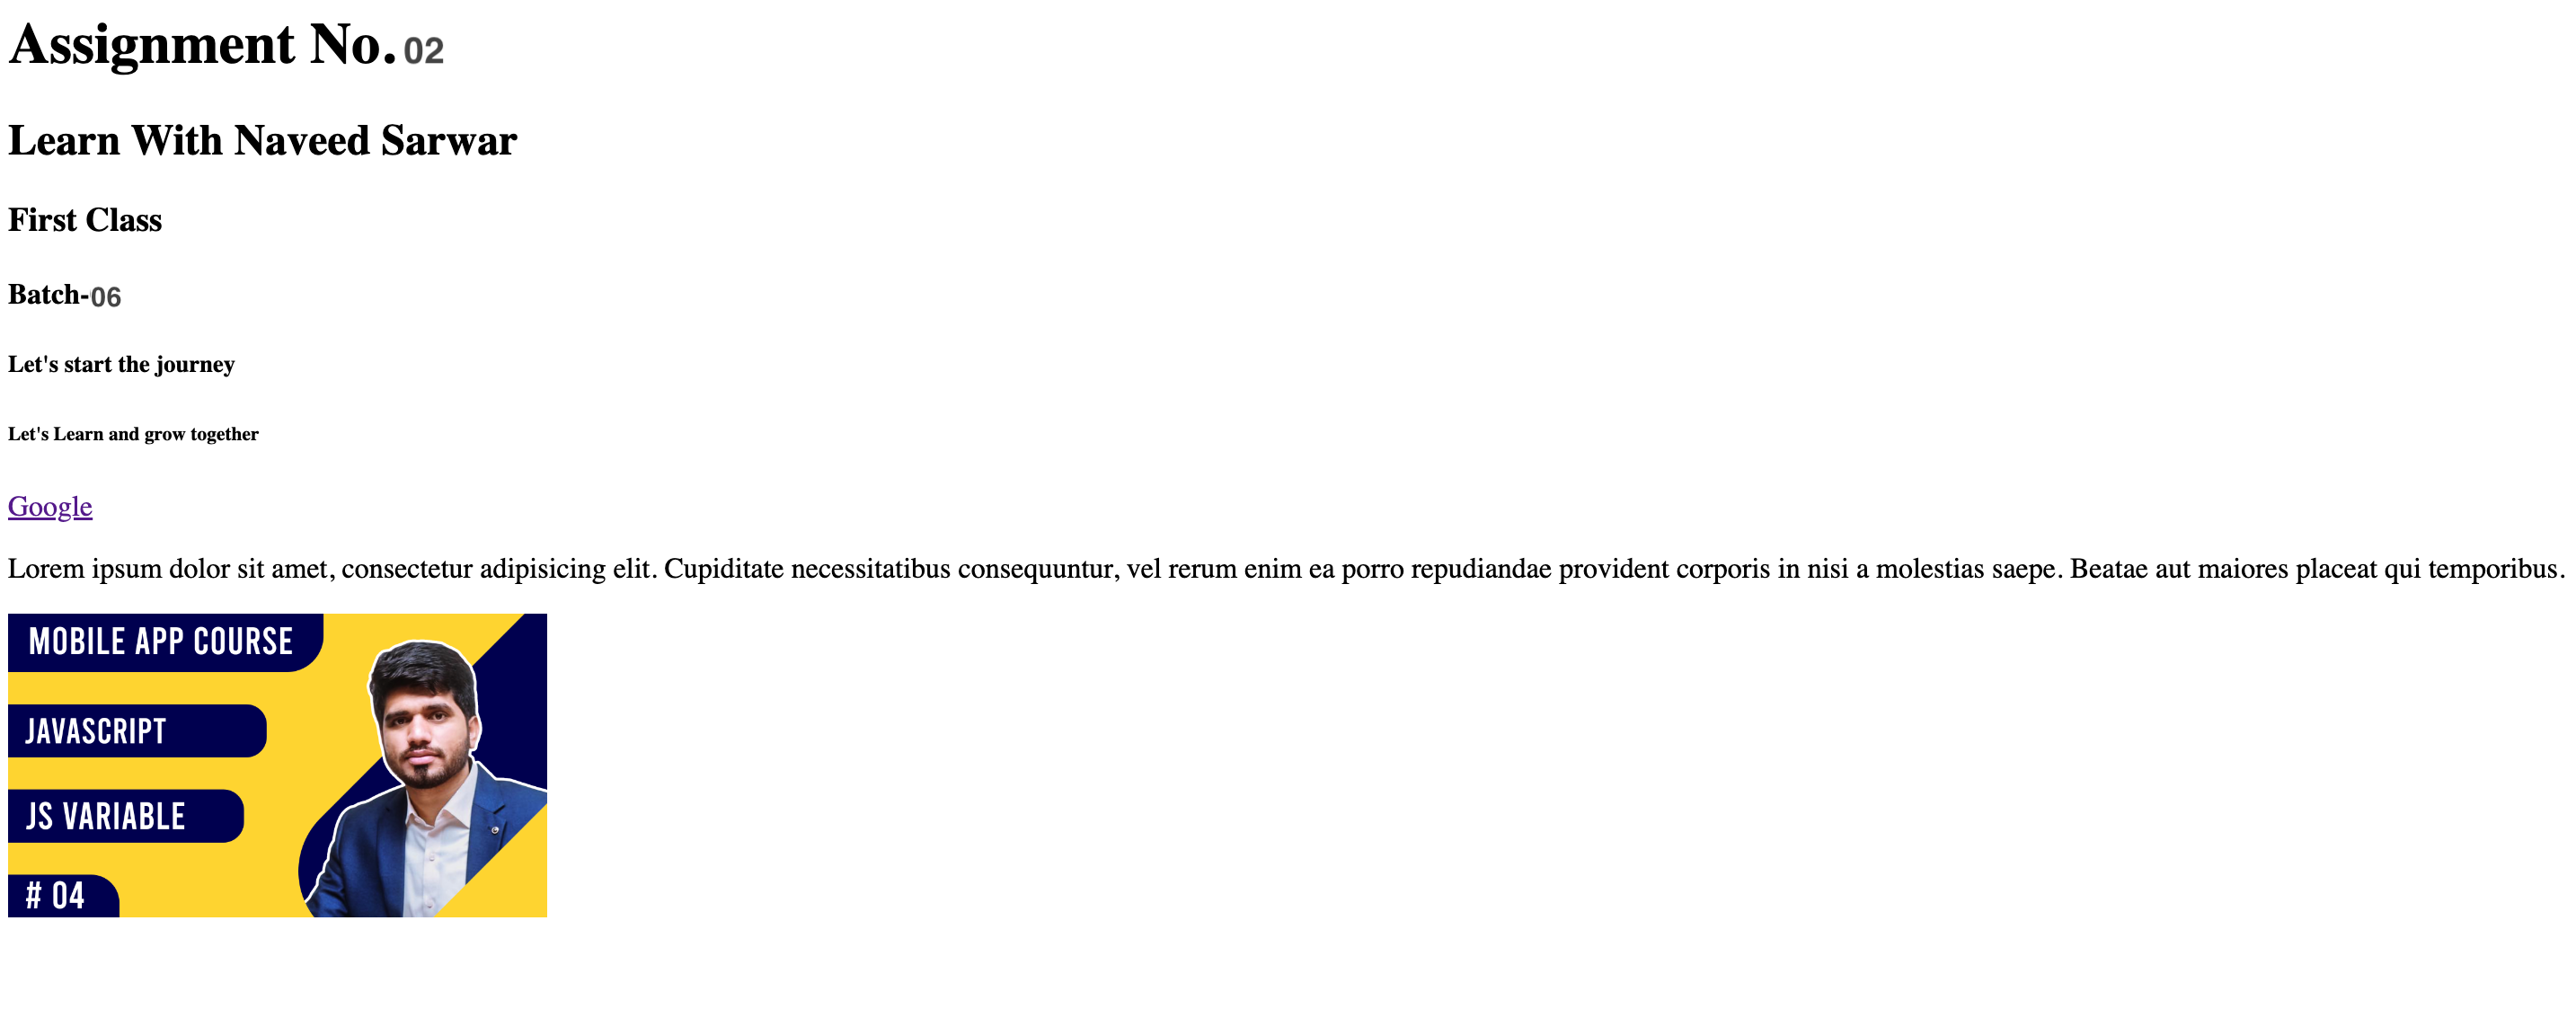 Assignment No. 02
Learn With Naveed Sarwar
First Class
Batch-06
Let's start the journey
Let's Learn and grow together
Google
Lorem ipsum dolor sit amet, consectetur adipisicing elit. Cupiditate necessitatibus consequuntur, vel rerum enim ea porro repudiandae provident corporis in nisi a molestias saepe. Beatae aut maiores placeat qui temporibus.
MOBILE APP COURSE
JAVASCRIPT
JS VARIABLE
# 04